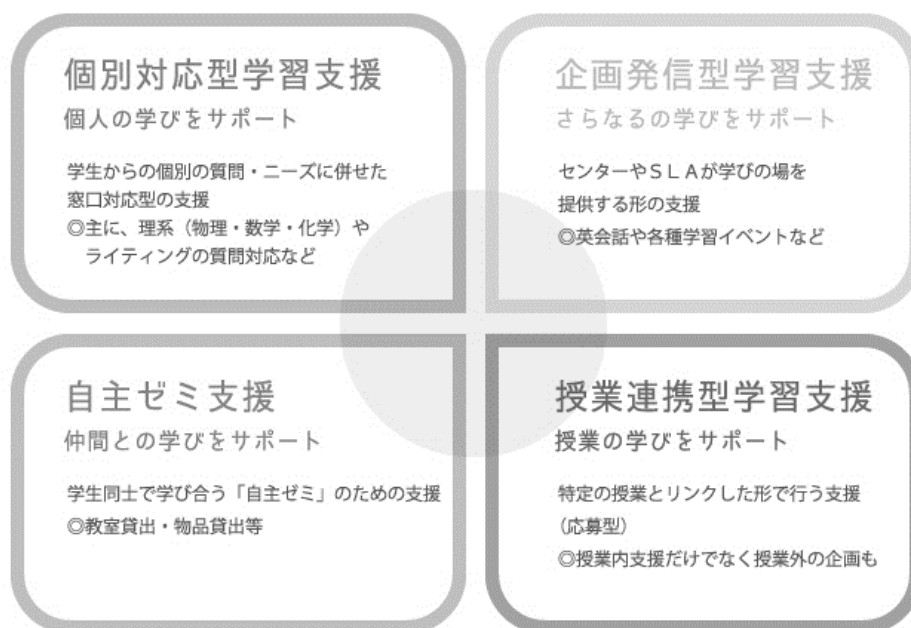 個別対応型学習支援
個人の学びをサポート
学生からの個別の質問・ニーズに併せた
窓口対応型の支援
◎主に、理系（物理・数学・化学）や
ライティングの質問対応など
企画発信型学習支援
さらなるの学びをサポート
センターやＳＬＡが学びの場を
提供する形の支援
◎英会話や各種学習イベントなど
自主ゼミ支援
仲間との学びをサポート
学生同士で学び合う「自主ゼミ」のための支援
◎教室貸出・物品貸出等
授業連携型学習支援
授業の学びをサポート
特定の授業とリンクした形で行う支援
（応募型）
◎授業内支援だけでなく授業外の企画も